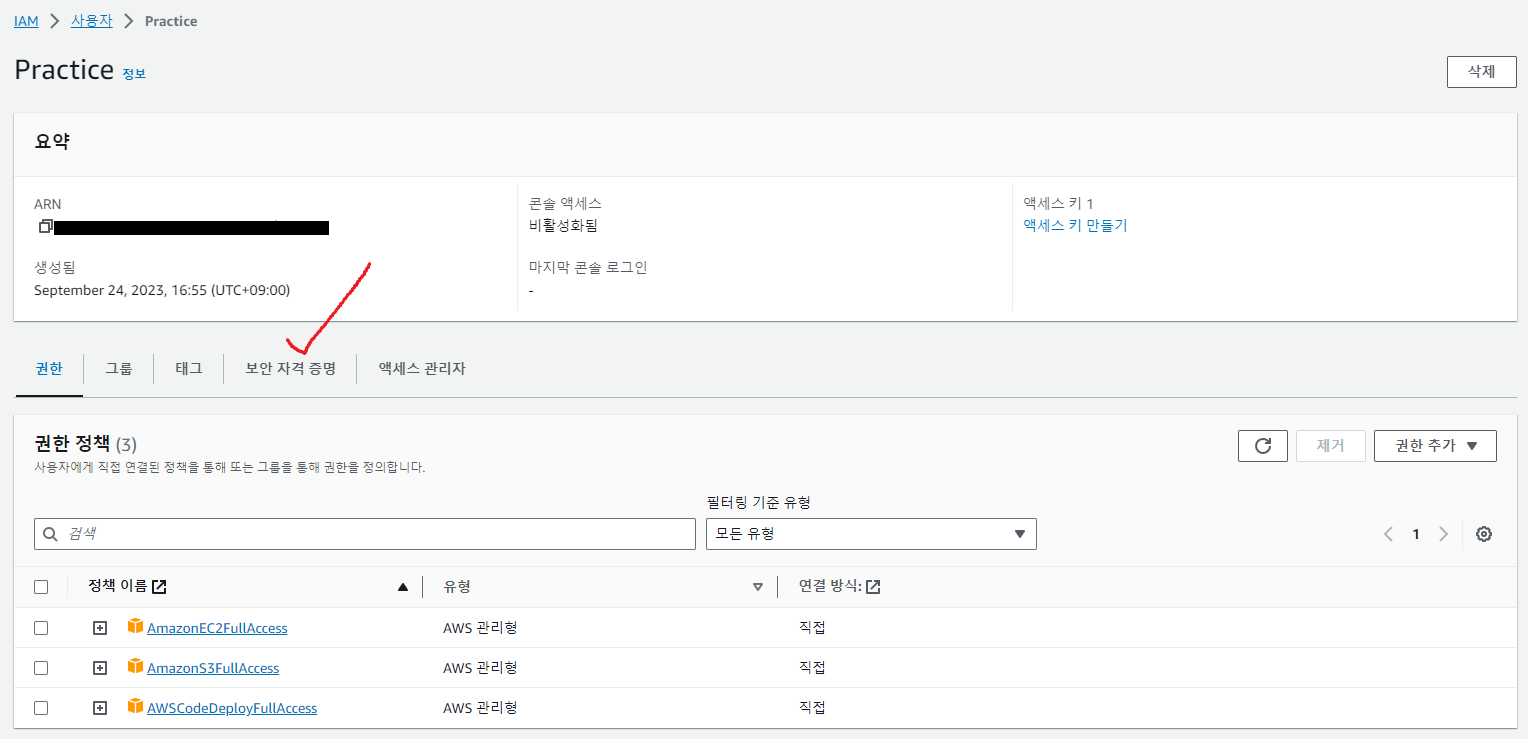 IAM > 사용자 > Practice
Practice 정보
삭제
요약
ARN
생성됨
September 24, 2023, 16:55 (UTC+09:00)
콘솔 액세스
비활성화됨
마지막 콘솔 로그인
-
액세스 키 1
액세스 키 만들기
권한 그룹 태그 보안 자격 증명 액세스 관리자
권한 정책 (3)
사용자에게 직접 연결된 정책을 통해 또는 그룹을 통해 권한을 정의합니다.
제거 권한 추가
필터링 기준 유형
검색 모든 유형 1
정책 이름 유형 연결 방식:
AmazonEC2FullAccess AWS 관리형 직접
AmazonS3FullAccess AWS 관리형 직접
AWSCodeDeployFullAccess AWS 관리형 직접